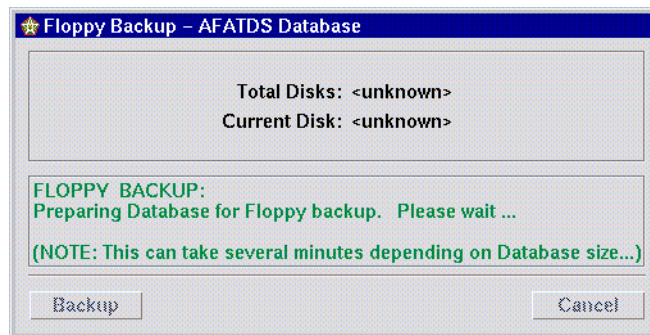 Floppy Backup – AFATDS Database
Total Disks: <unknown>
Current Disk: <unknown>
FLOPPY BACKUP:
Preparing Database for Floppy backup. Please wait ...
(NOTE: This can take several minutes depending on Database size...)
Backup Cancel